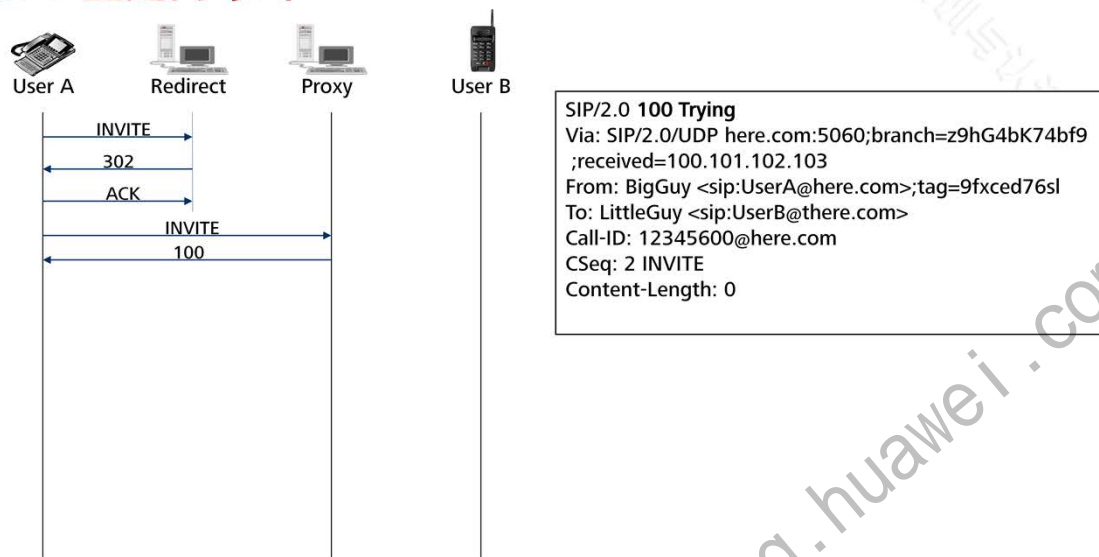 User A
Redirect
Proxy
User B
INVITE
302
ACK
INVITE
100
SIP/2.0 100 Trying
Via: SIP/2.0/UDP here.com:5060;branch=z9hG4bK74bf9
;received=100.101.102.103
From: BigGuy <sip:UserA@here.com>;tag=9fxced76sl
To: LittleGuy <sip:UserB@there.com>
Call-ID: 12345600@here.com
CSeq: 2 INVITE
Content-Length: 0
.huawei.co